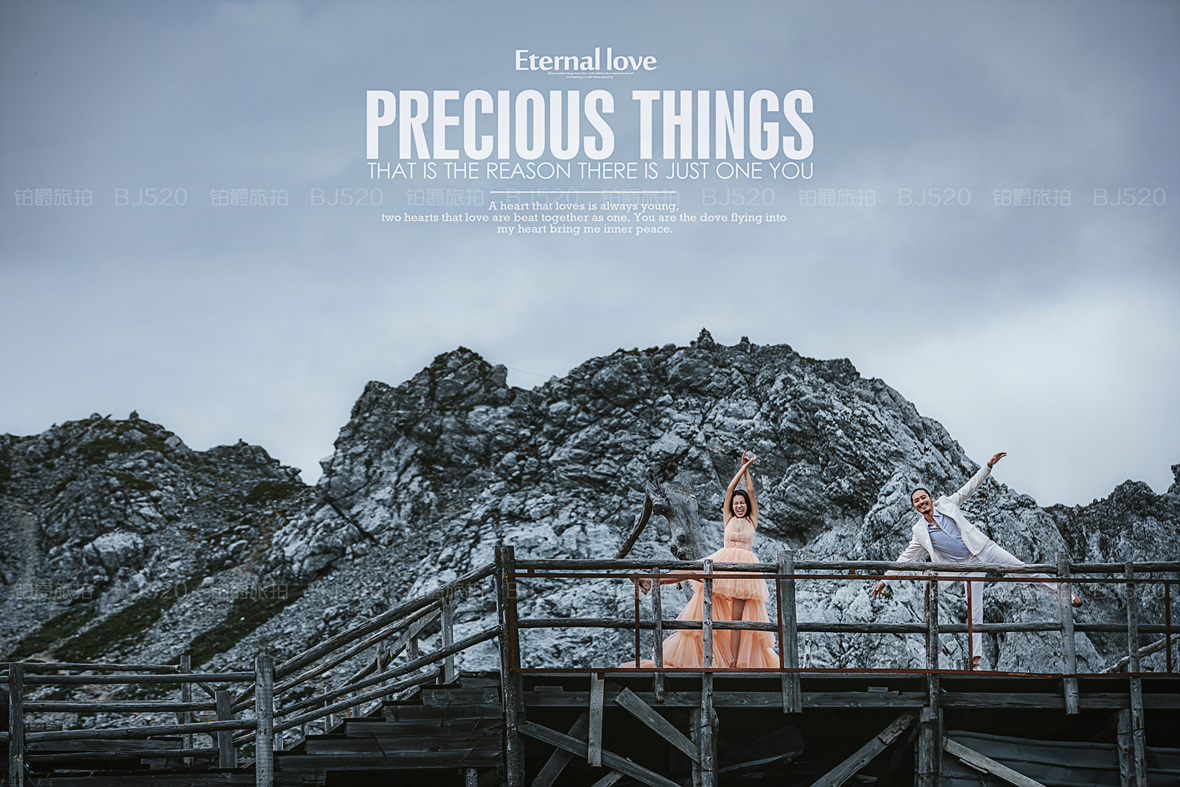 Eternal love
PRECIOUS THINGS
THAT IS THE REASON THERE IS JUST ONE YOU
铂爵旅拍 BJ520 铂爵旅拍 BJ520 铂爵旅拍 BJ520 铂爵旅拍 BJ520 铂爵旅拍 BJ520 铂爵旅拍 BJ520
A heart that loves is always young,
two hearts that love are beat together as one. You are the dove flying into
my heart bring me inner peace.